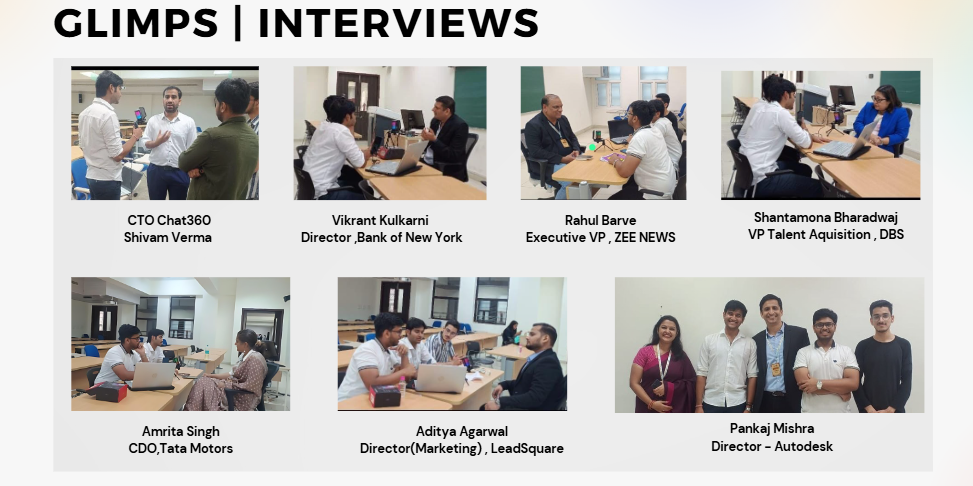 GLIMPS | INTERVIEWS
CTO Chat360
Shivam Verma
Vikrant Kulkarni
Director ,Bank of New York
Rahul Barve
Executive VP , ZEE NEWS
Shantamona Bharadwaj
VP Talent Aquisition , DBS
Amrita Singh
CDO,Tata Motors
Aditya Agarwal
Director(Marketing) , LeadSquare
Pankaj Mishra
Director - Autodesk